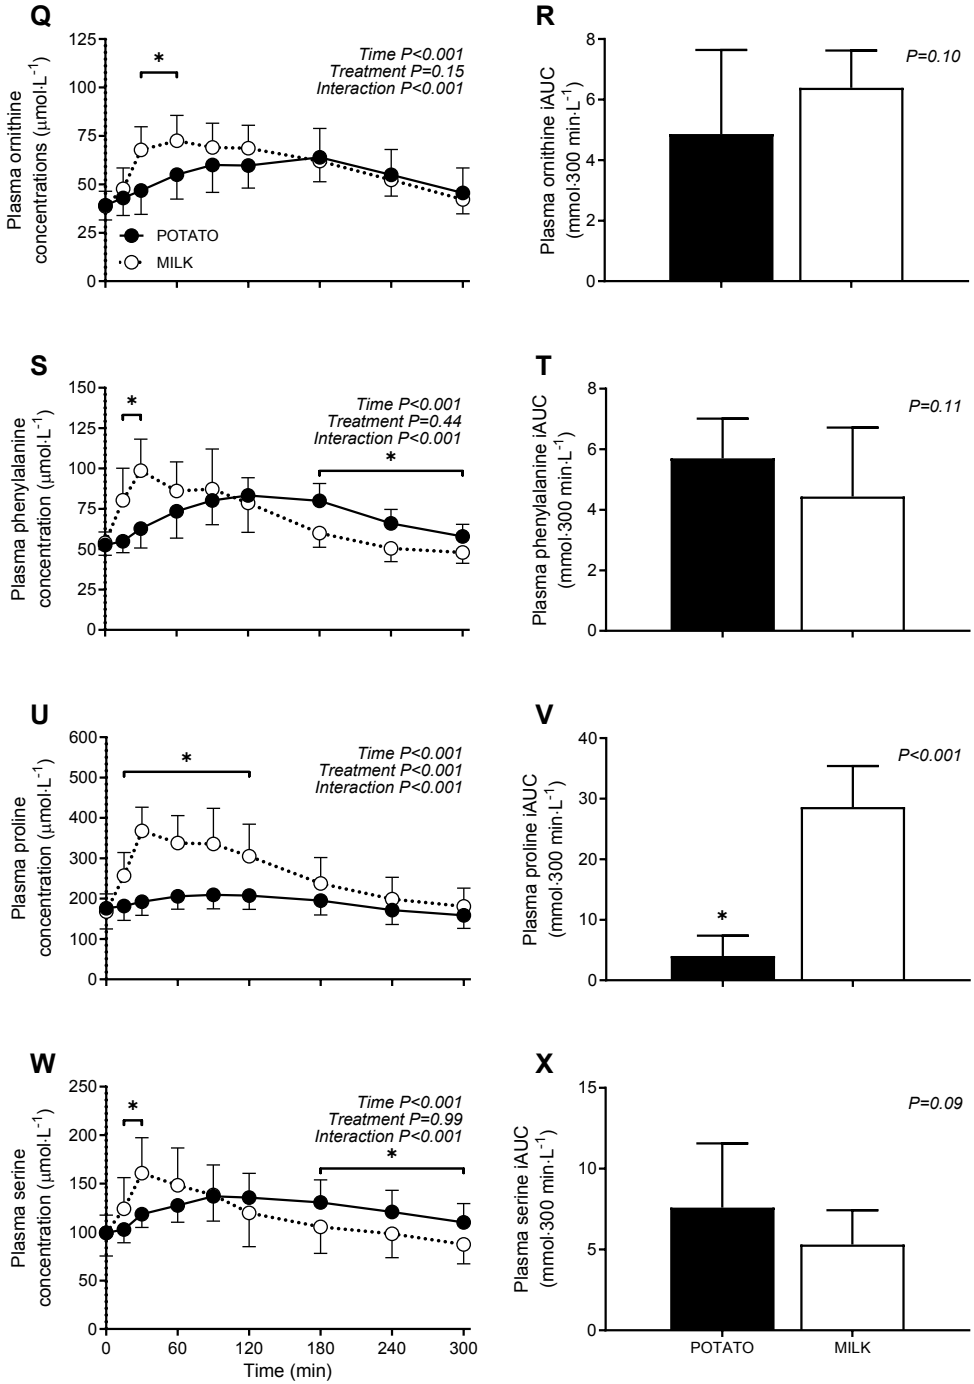 Q
Plasma ornithine
concentrations (μmol·L⁻¹)
125
100
75
50
25
0
*
Time P<0.001
Treatment P=0.15
Interaction P<0.001
POTATO
MILK
R
Plasma ornithine iAUC
(mmol·300 min·L⁻¹)
8
6
4
2
0
P=0.10
S
Plasma phenylalanine
concentration (μmol·L⁻¹)
150
125
100
75
50
25
0
*
Time P<0.001
Treatment P=0.44
Interaction P<0.001
*
T
Plasma phenylalanine iAUC
(mmol·300 min·L⁻¹)
8
6
4
2
0
P=0.11
U
Plasma proline
concentration (μmol·L⁻¹)
600
500
400
300
200
100
0
*
Time P<0.001
Treatment P<0.001
Interaction P<0.001
V
Plasma proline iAUC
(mmol·300 min·L⁻¹)
40
30
20
10
0
P<0.001
*
W
Plasma serine
concentration (μmol·L⁻¹)
250
200
150
100
50
0
*
Time P<0.001
Treatment P=0.99
Interaction P<0.001
*
0 60 120 180 240 300
Time (min)
X
Plasma serine iAUC
(mmol·300 min·L⁻¹)
15
10
5
0
P=0.09
POTATO MILK